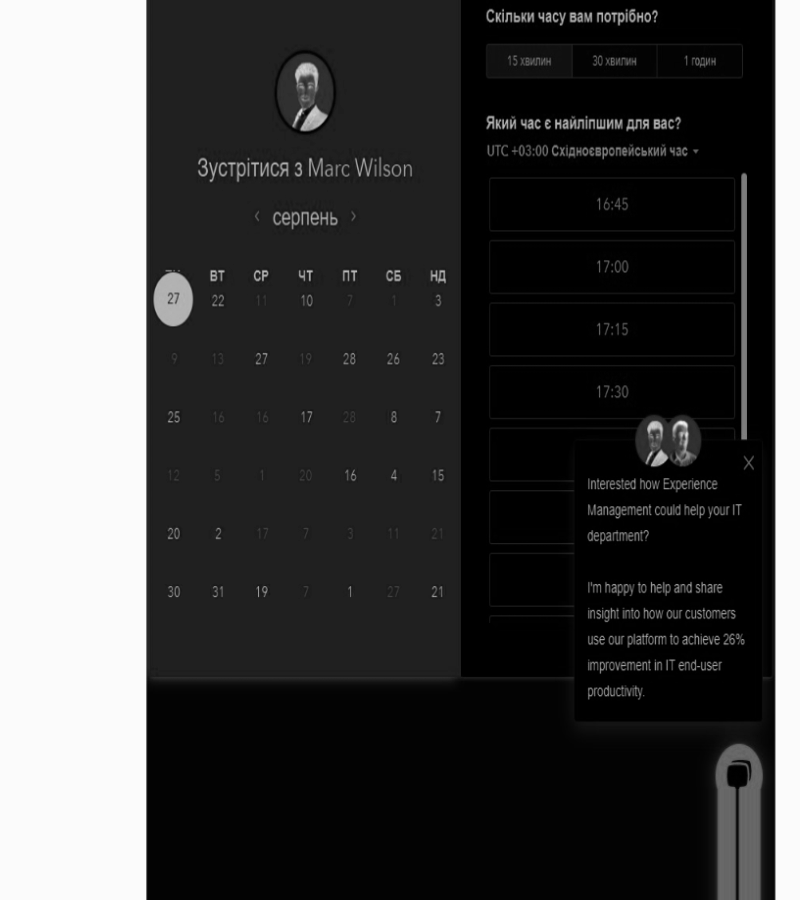 Зустрітися з Marc Wilson
серпень
ВТ СР ЧТ ПТ СБ НД
27 22 11 10 7 1 3
9 13 27 19 28 26 23
25 16 16 17 28 8 7
12 5 1 20 16 4 15
20 2 17 7 3 11 21
30 31 19 7 1 27 21
Скільки часу вам потрібно?
15 хвилин 30 хвилин 1 годин
Який час є найліпшим для вас?
UTC +03:00 Східноєвропейський час
16:45
17:00
17:15
17:30
Interested how Experience
Management could help your IT
department?
I'm happy to help and share
insight into how our customers
use our platform to achieve 26%
improvement in IT end-user
productivity.